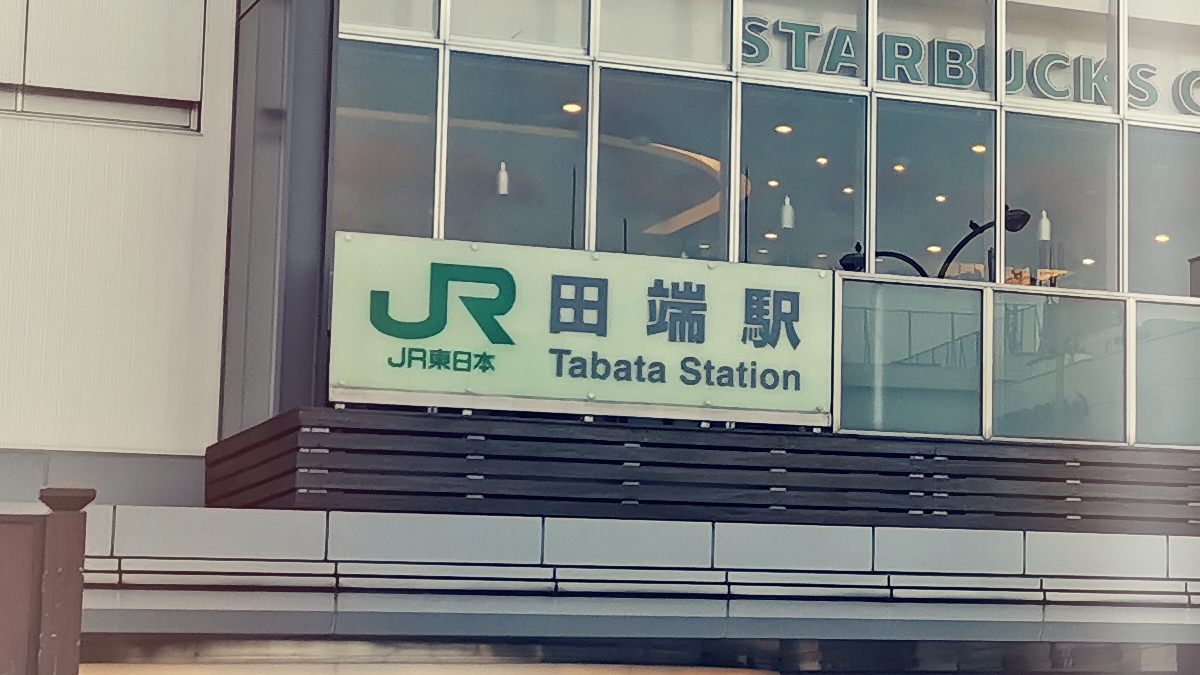 STARBUCKS C
JR 田端駅
JR東日本 Tabata Station